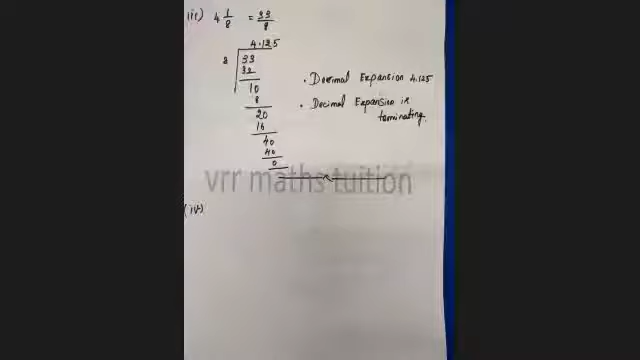 iii) 4 1/8 = 33/8
4.125
8 33
32
10
8
20
16
40
40
0
. Decimal Expansion 4.125
. Decimal Expansion is
terminating.
vrr maths tuition
(iv)